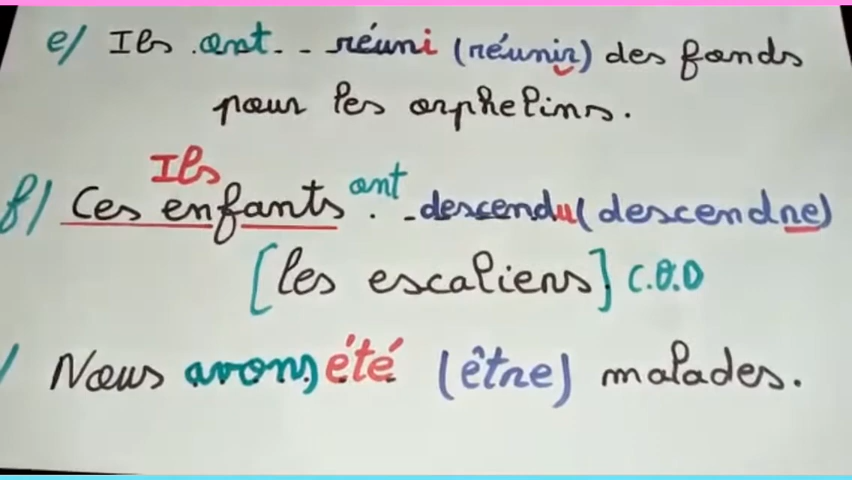 e/ Ils .ont.. réuni (réunir) des fonds
pour les orphelins.
Ils
f/ Ces enfants ont . .descendu (descendre)
[les escaliers] C.O.D
/ Nous avons été (être) malades.